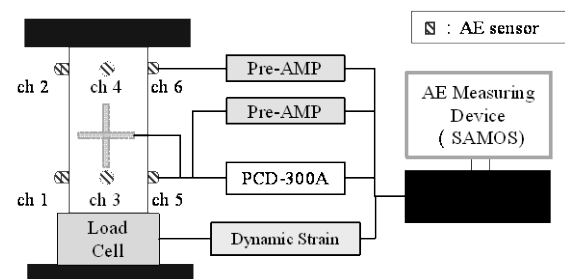 : AE sensor
ch 2
ch 4
ch 6
Pre-AMP
Pre-AMP
AE Measuring
Device
( SAMOS)
ch 1
ch 3
ch 5
PCD-300A
Load
Cell
Dynamic Strain